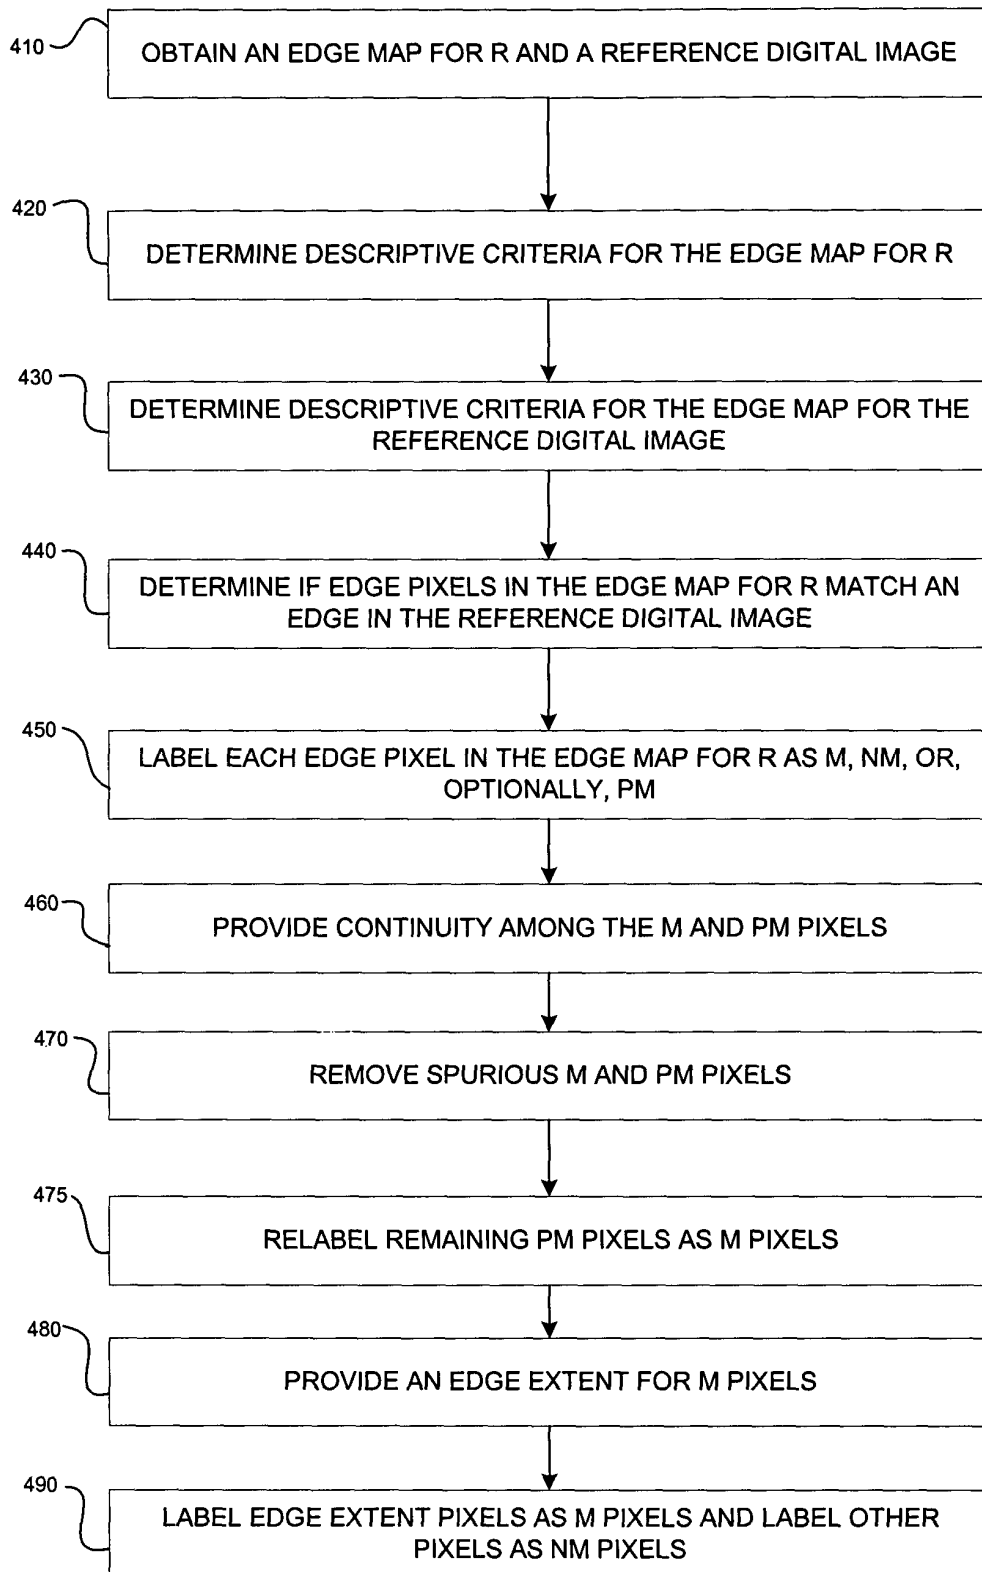 410
OBTAIN AN EDGE MAP FOR R AND A REFERENCE DIGITAL IMAGE
420
DETERMINE DESCRIPTIVE CRITERIA FOR THE EDGE MAP FOR R
430
DETERMINE DESCRIPTIVE CRITERIA FOR THE EDGE MAP FOR THE
REFERENCE DIGITAL IMAGE
440
DETERMINE IF EDGE PIXELS IN THE EDGE MAP FOR R MATCH AN
EDGE IN THE REFERENCE DIGITAL IMAGE
450
LABEL EACH EDGE PIXEL IN THE EDGE MAP FOR R AS M, NM, OR,
OPTIONALLY, PM
460
PROVIDE CONTINUITY AMONG THE M AND PM PIXELS
470
REMOVE SPURIOUS M AND PM PIXELS
475
RELABEL REMAINING PM PIXELS AS M PIXELS
480
PROVIDE AN EDGE EXTENT FOR M PIXELS
490
LABEL EDGE EXTENT PIXELS AS M PIXELS AND LABEL OTHER
PIXELS AS NM PIXELS